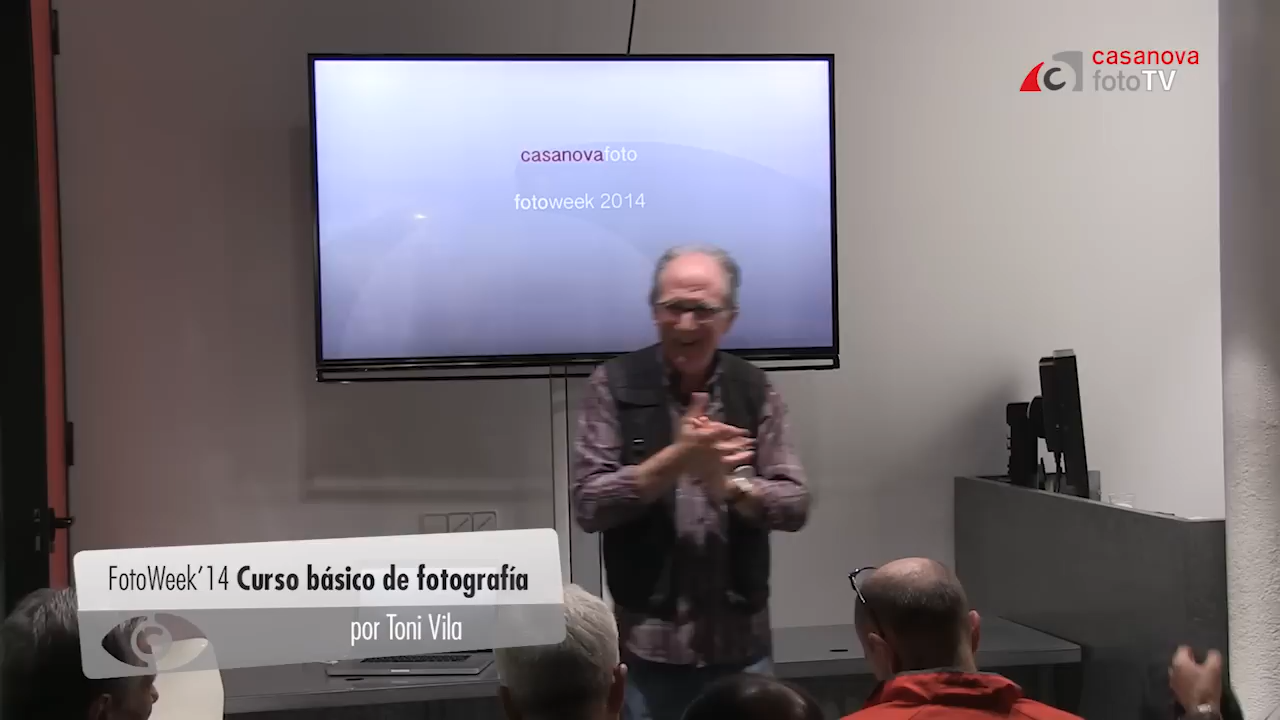 casanova
fotoTV
casanovafoto
fotoweek 2014
FotoWeek'14 Curso básico de fotografía
por Toni Vila